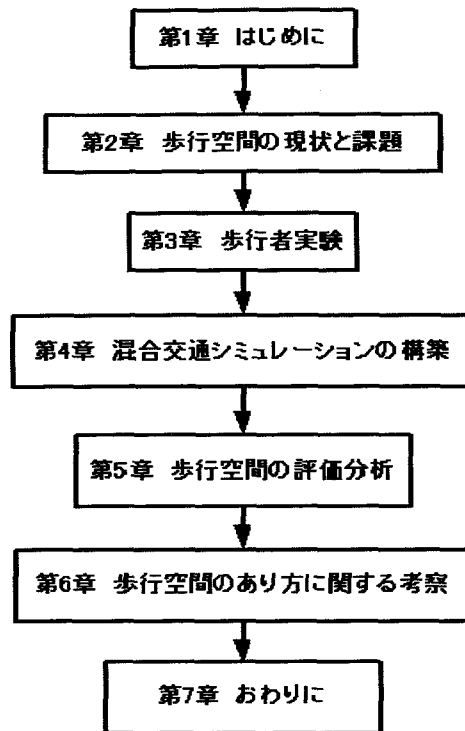 第1章 はじめに
第2章 歩行空間の現状と課題
第3章 歩行者実験
第4章 混合交通シミュレーションの構築
第5章 歩行空間の評価分析
第6章 歩行空間のあり方に関する考察
第7章 おわりに